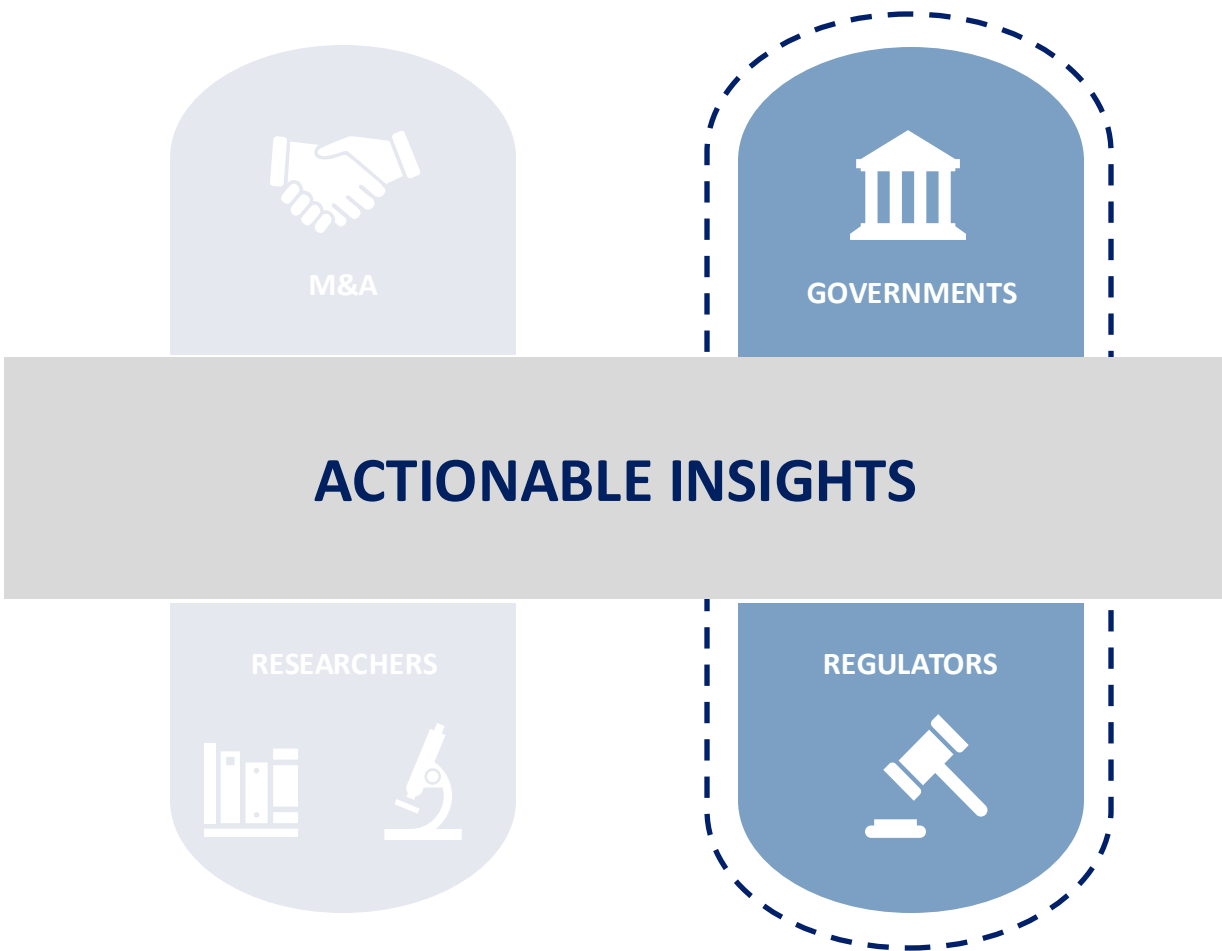 M&A
GOVERNMENTS
ACTIONABLE INSIGHTS
RESEARCHERS
REGULATORS